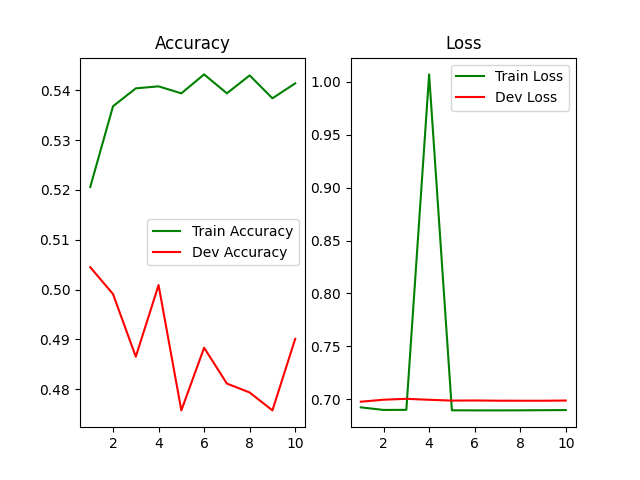 Accuracy
0.54
0.53
0.52
0.51
0.50
0.49
0.48
Train Accuracy
Dev Accuracy
2 4 6 8 10
Loss
1.00
0.95
0.90
0.85
0.80
0.75
0.70
Train Loss
Dev Loss
2 4 6 8 10